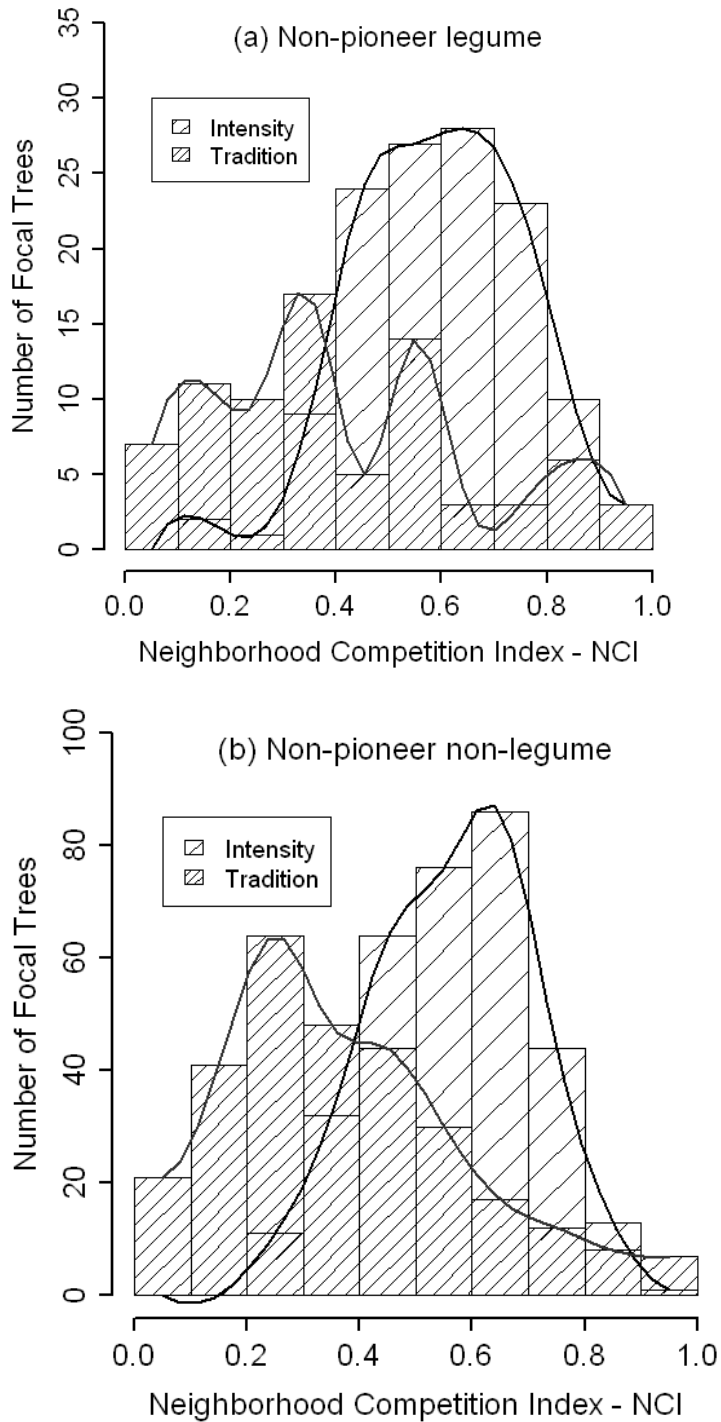 (a) Non-pioneer legume
Intensity
Tradition
Number of Focal Trees
35
30
25
20
15
10
5
0
0.0 0.2 0.4 0.6 0.8 1.0
Neighborhood Competition Index - NCI
(b) Non-pioneer non-legume
Intensity
Tradition
Number of Focal Trees
100
80
60
40
20
0
0.0 0.2 0.4 0.6 0.8 1.0
Neighborhood Competition Index - NCI